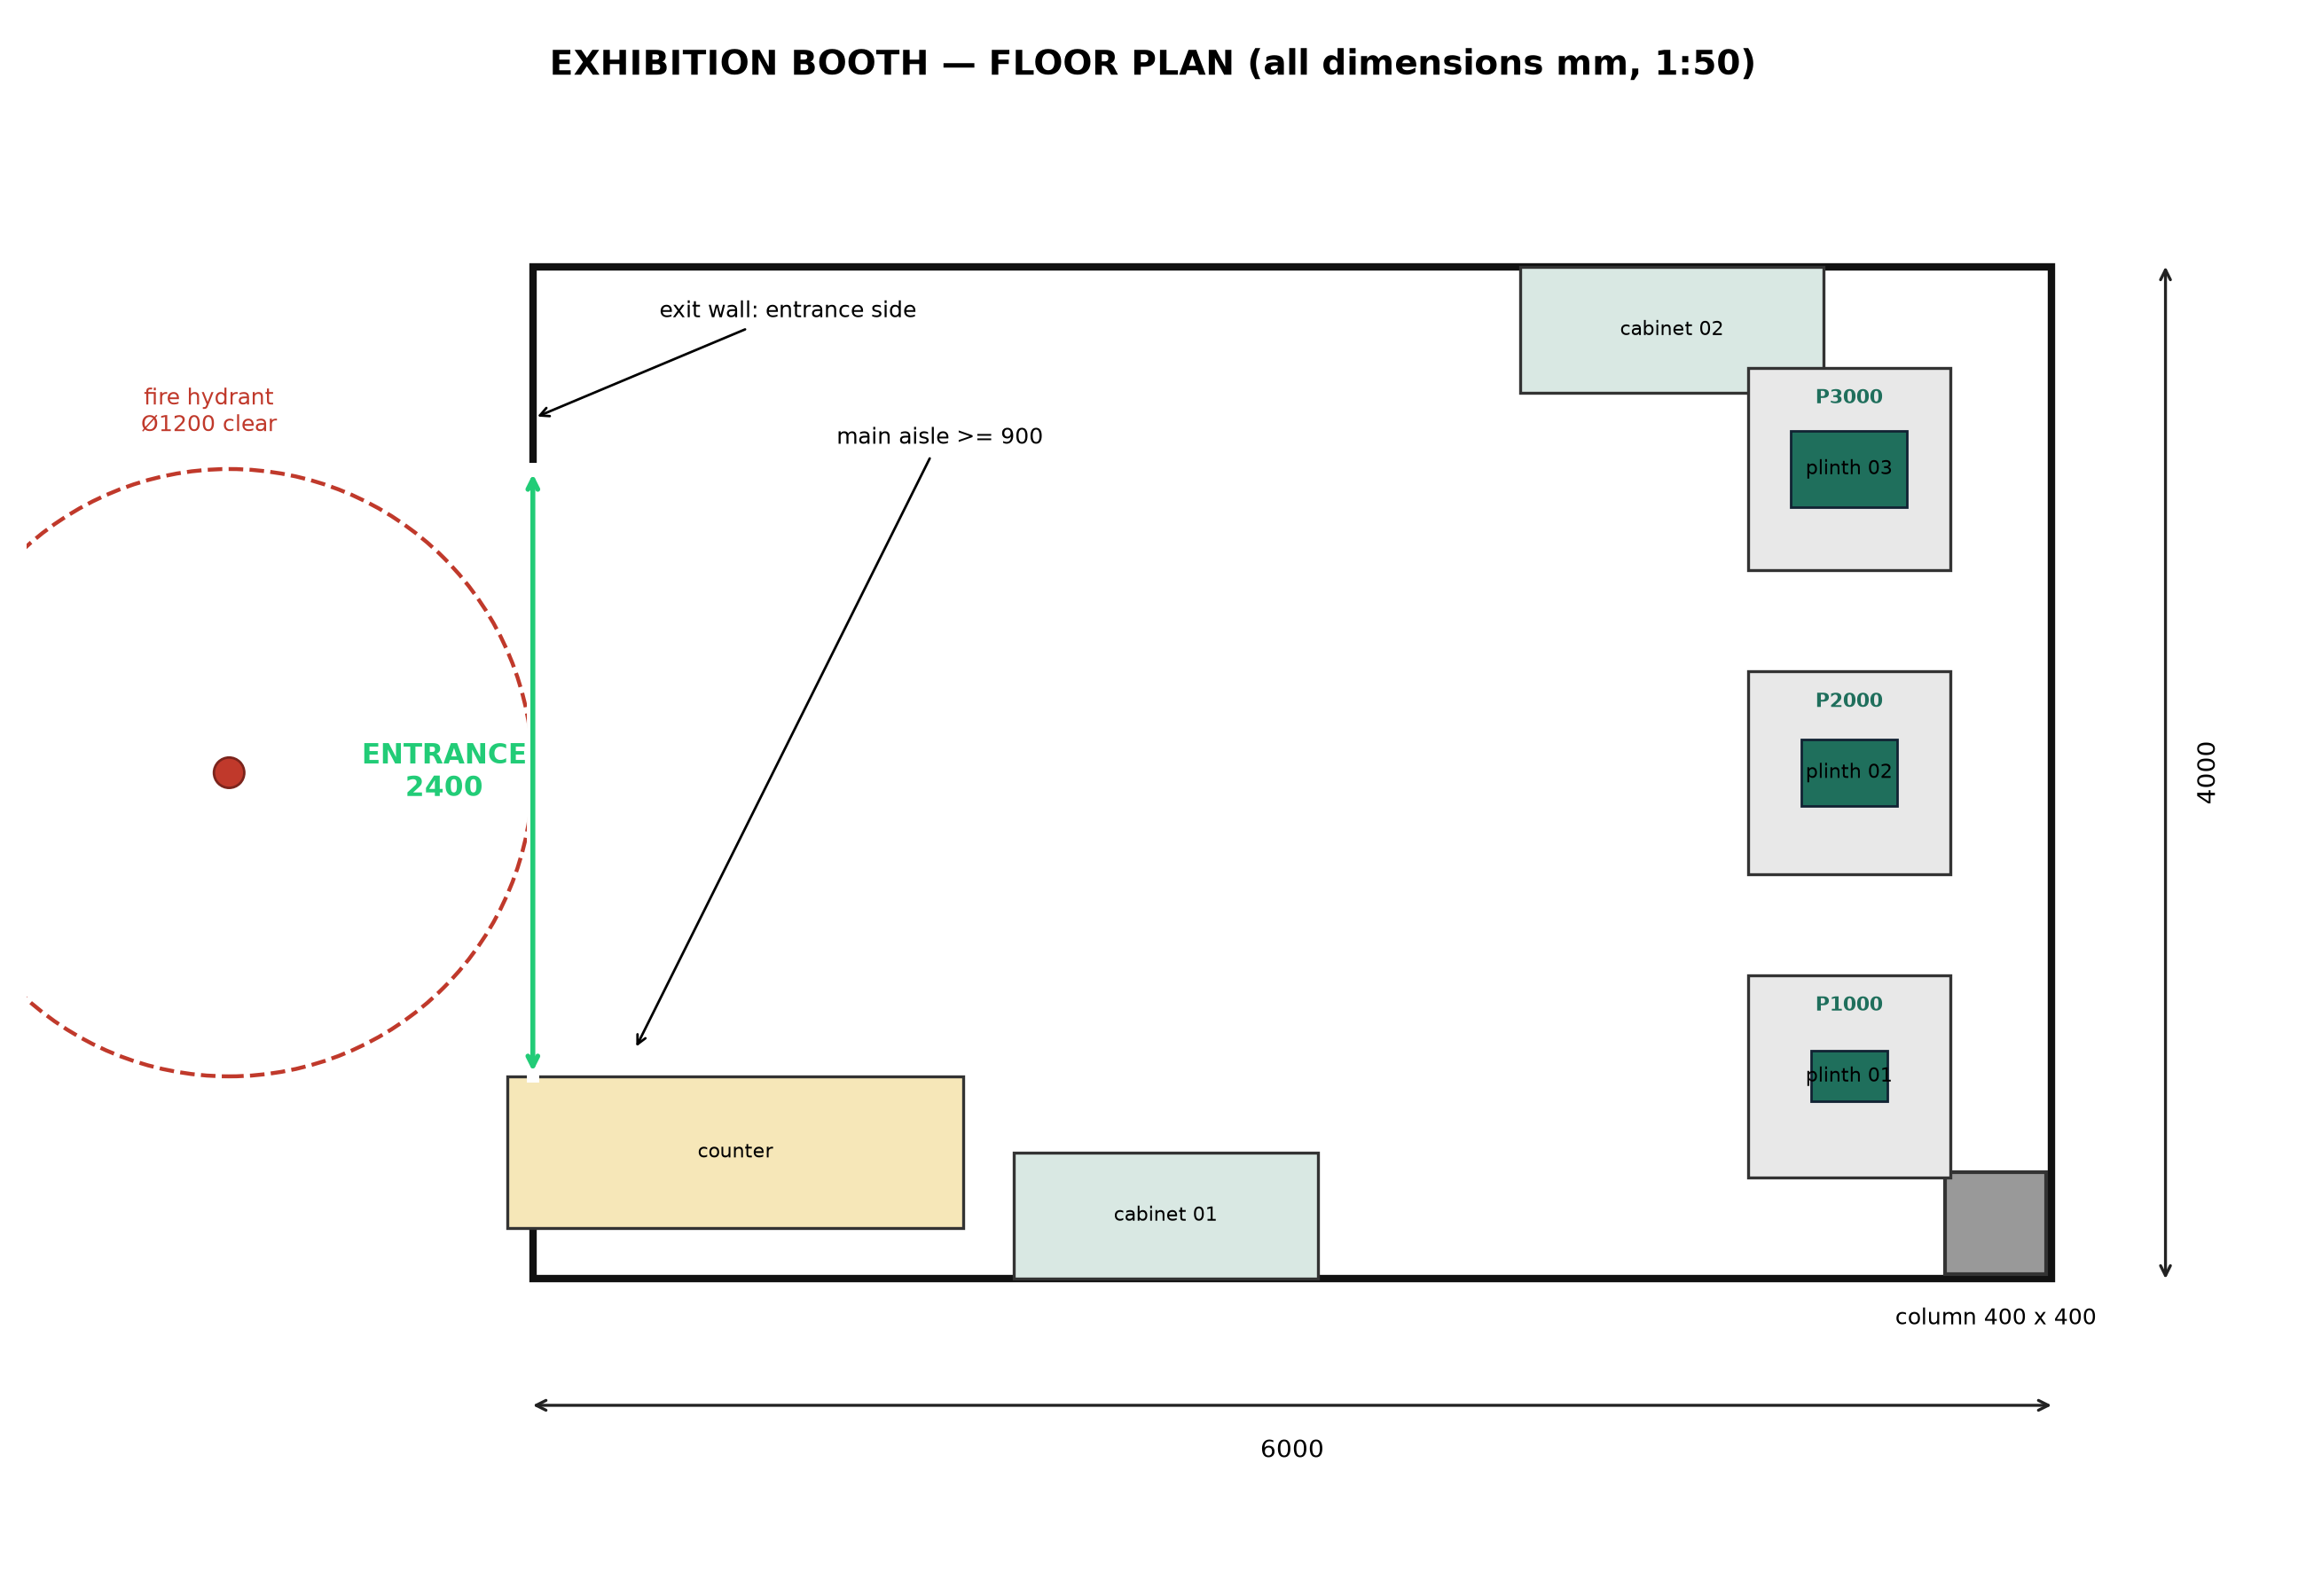 EXHIBITION BOOTH — FLOOR PLAN (all dimensions mm, 1:50)
exit wall: entrance side
cabinet 02
fire hydrant
Ø1200 clear
P3000
main aisle >= 900
plinth 03
P2000
ENTRANCE
2400
plinth 02
4000
P1000
plinth 01
counter
cabinet 01
column 400 x 400
6000